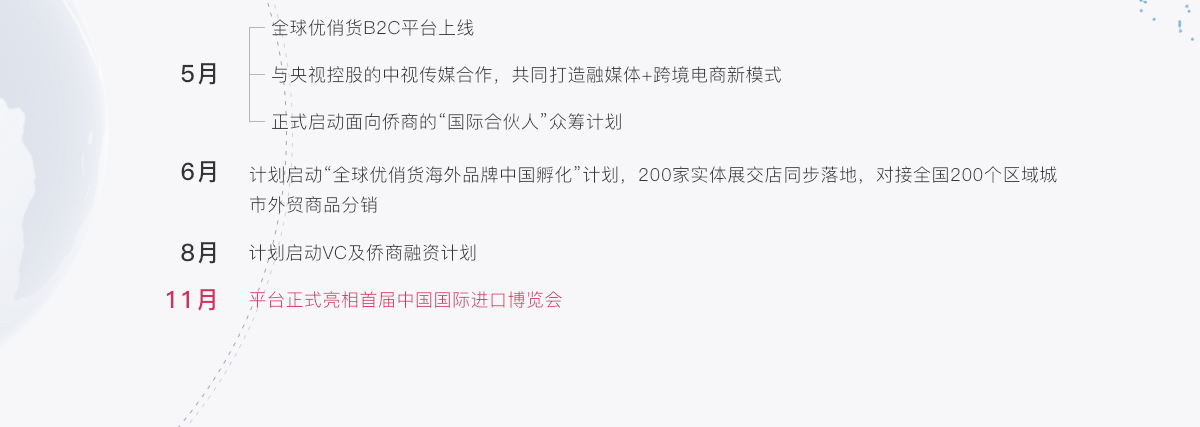 全球优俏货B2C平台上线
5月
与央视控股的中视传媒合作，共同打造融媒体+跨境电商新模式
正式启动面向侨商的“国际合伙人”众筹计划
6月
计划启动“全球优俏货海外品牌中国孵化”计划，200家实体展交店同步落地，对接全国200个区域城
市外贸商品分销
8月
计划启动VC及侨商融资计划
11月
平台正式亮相首届中国国际进口博览会